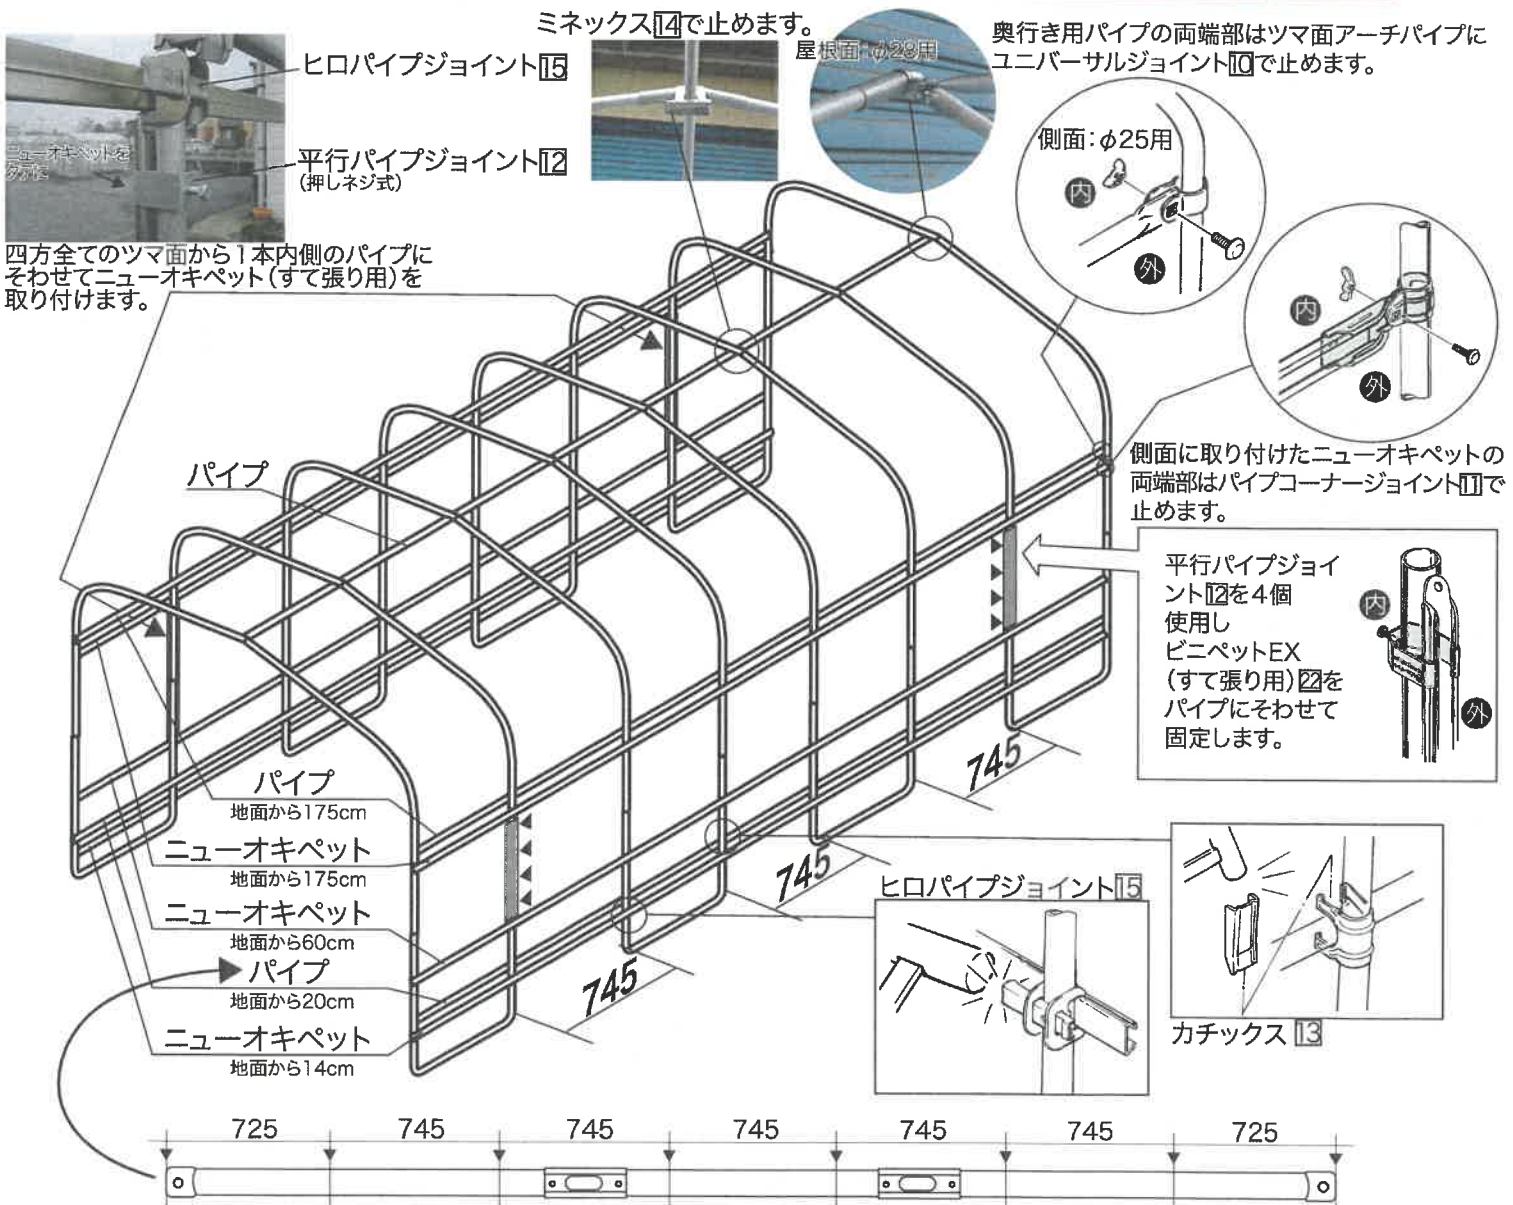 ミネックス14で止めます。
ヒロパイプジョイント15
ニューオキペットを
タテに
平行パイプジョイント12
(押しネジ式)
四方全てのツマ面から1本内側のパイプに
そわせてニューオキペット(すて張り用)を
取り付けます。
屋根面:φ28用
奥行き用パイプの両端部はツマ面アーチパイプに
ユニバーサルジョイント10で止めます。
側面:φ25用
内
外
内
外
側面に取り付けたニューオキペットの
両端部はパイプコーナージョイント11で
止めます。
平行パイプジョイ
ント12を4個
使用し
ビニペットEX
(すて張り用)22を
パイプにそわせて
固定します。
内
外
パイプ
パイプ
地面から175cm
ニューオキペット
地面から175cm
ニューオキペット
地面から60cm
パイプ
地面から20cm
ニューオキペット
地面から14cm
745
745
745
ヒロパイプジョイント15
カチックス13
725 745 745 745 745 745 725